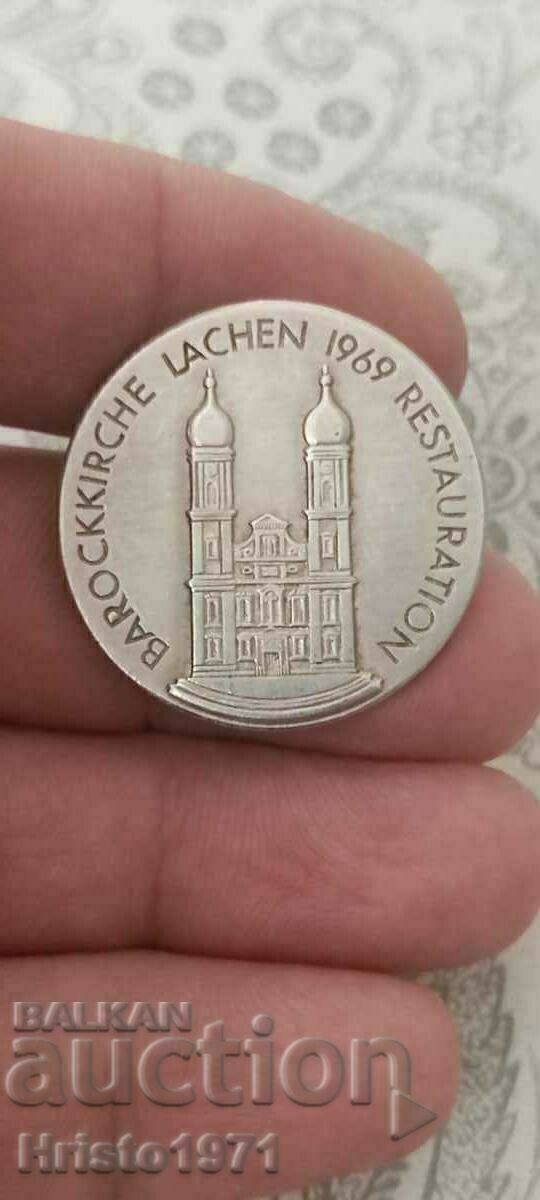 BAROCKKIRCHE LACHEN 1969 RESTAURATION
BALKAN
auction
Hristo1971